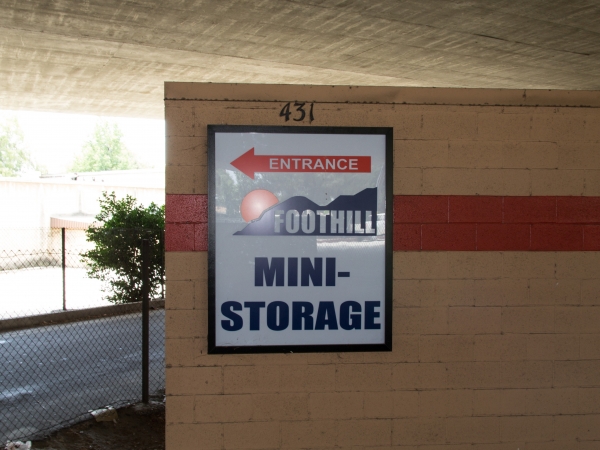 431
ENTRANCE
FOOTHILL
MINI-
STORAGE